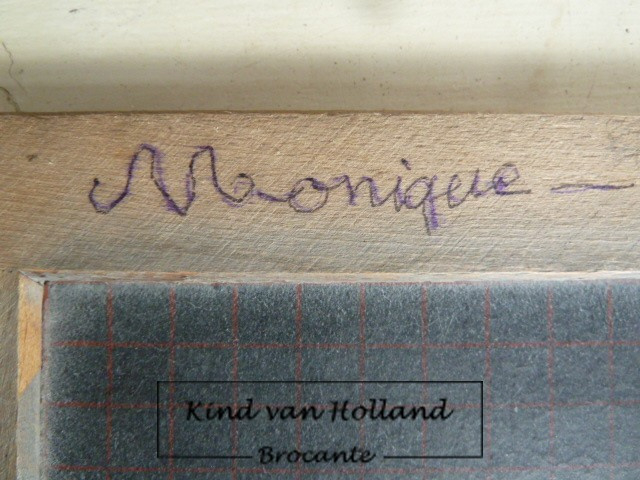 Monique -
Kind van Holland
Brocante